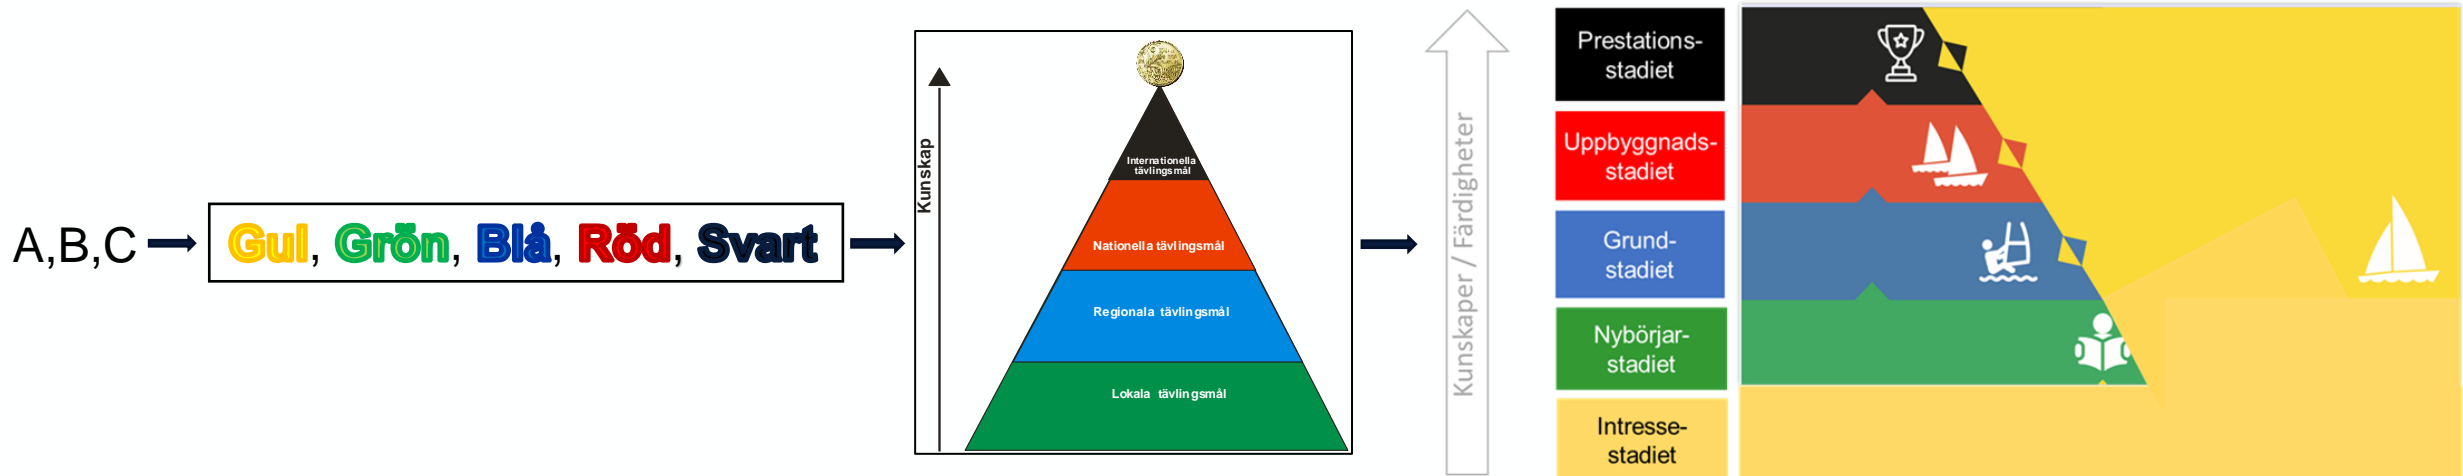 A,B,C
Gul, Grön, Blå, Röd, Svart
Kunskap
Internationella
tävlingsmål
Nationella tävlingsmål
Regionala tävlingsmål
Lokala tävlingsmål
Kunskaper / Färdigheter
Prestations-
stadiet
Uppbyggnads-
stadiet
Grund-
stadiet
Nybörjar-
stadiet
Intresse-
stadiet